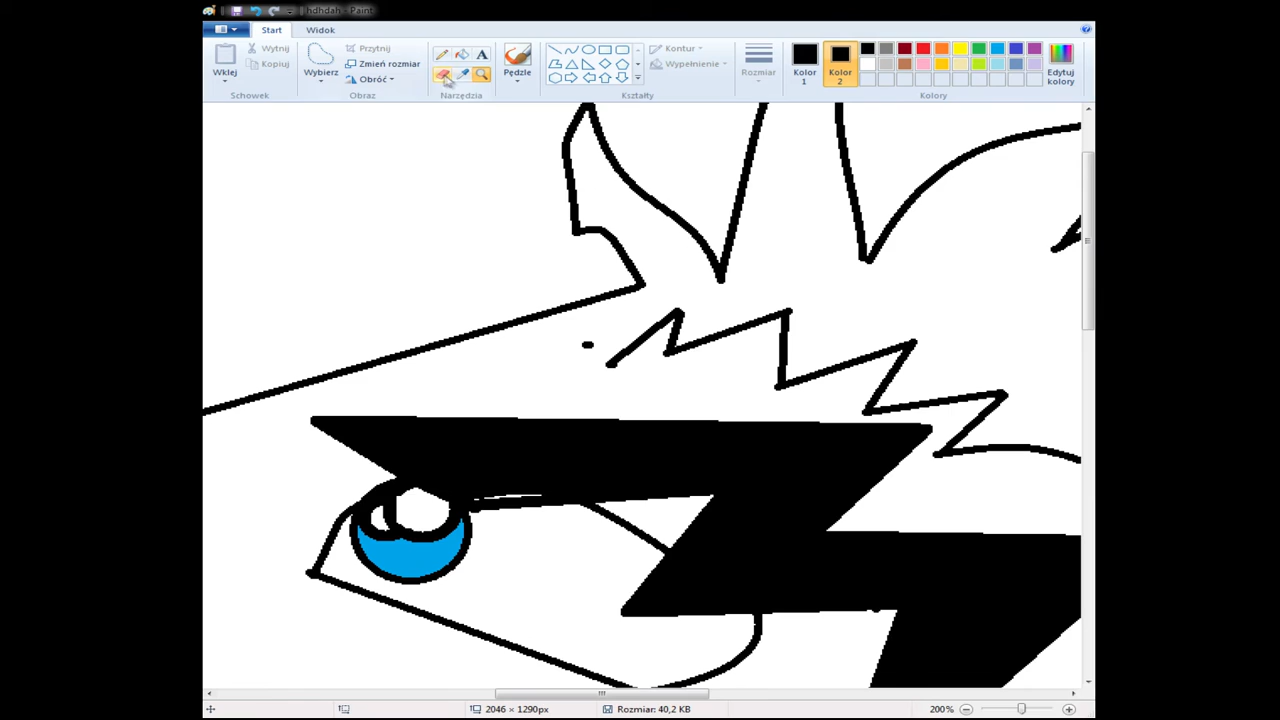 hdhdah - Paint
Start Widok
Wklej
Wytnij
Kopiuj
Schowek
Wybierz
Przytnij
Zmień rozmiar
Obróć
Obraz
A
Narzędzia
Pędzle
Kontur
Wypełnienie
Kształty
Rozmiar
Kolor 1
Kolor 2
Edytuj kolory
Kolory
2046 × 1290px
Rozmiar: 40,2 KB
200%